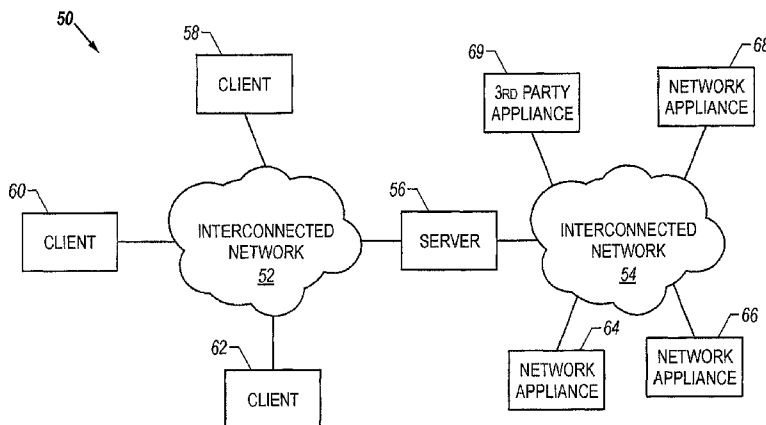 50
58
CLIENT
69
3RD PARTY
APPLIANCE
68
NETWORK
APPLIANCE
60
CLIENT
INTERCONNECTED
NETWORK
52
56
SERVER
INTERCONNECTED
NETWORK
54
62
CLIENT
64
NETWORK
APPLIANCE
66
NETWORK
APPLIANCE